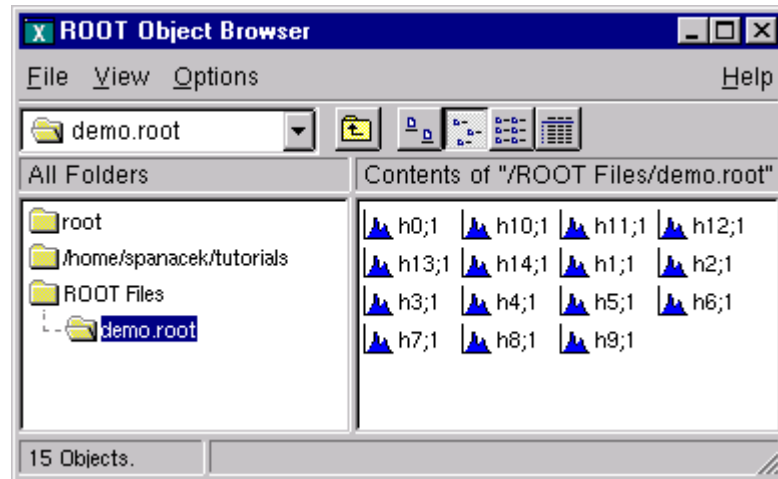 ROOT Object Browser
File View Options Help
demo.root
All Folders
Contents of "/ROOT Files/demo.root"
root
/home/spanacek/tutorials
ROOT Files
demo.root
h0;1 h10;1 h11;1 h12;1
h13;1 h14;1 h1;1 h2;1
h3;1 h4;1 h5;1 h6;1
h7;1 h8;1 h9;1
15 Objects.